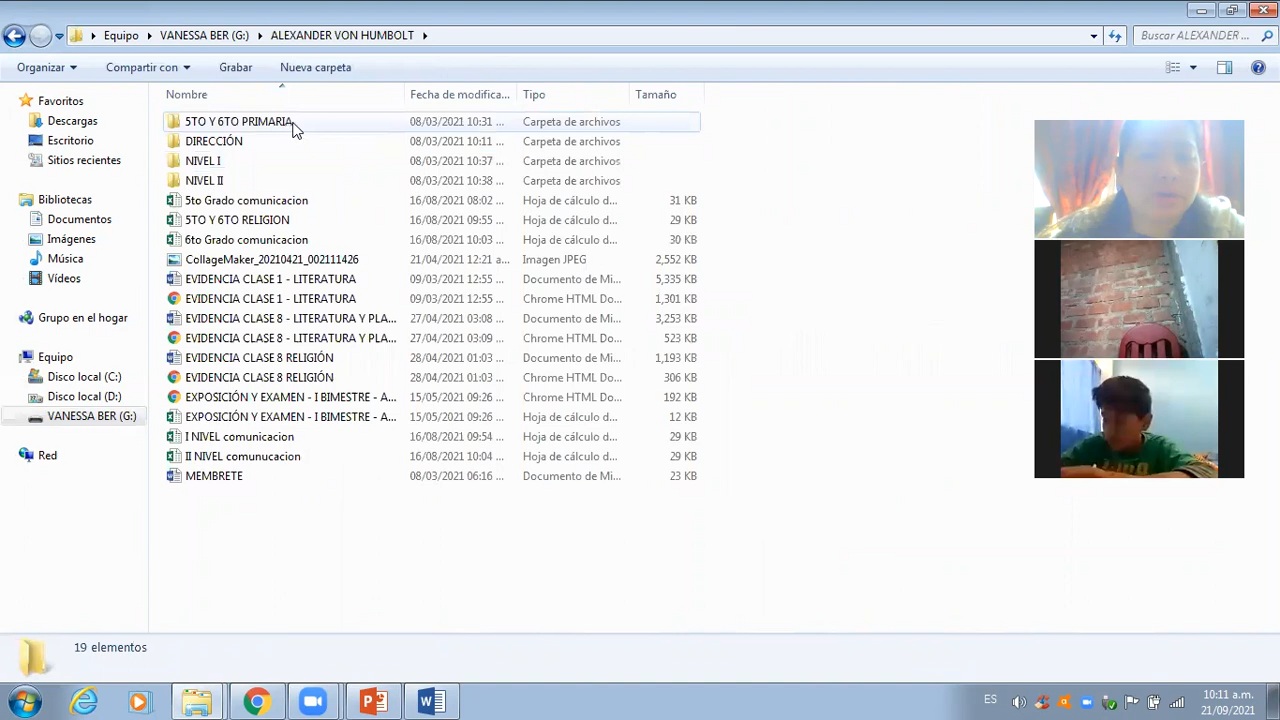 Equipo VANESSA BER (G:) ALEXANDER VON HUMBOLT Buscar ALEXANDER ...
Organizar Compartir con Grabar Nueva carpeta
Favoritos
Descargas
Escritorio
Sitios recientes
Bibliotecas
Documentos
Imágenes
Música
Vídeos
Grupo en el hogar
Equipo
Disco local (C:)
Disco local (D:)
VANESSA BER (G:)
Red
Nombre Fecha de modifica... Tipo Tamaño
5TO Y 6TO PRIMARIA 08/03/2021 10:31 ... Carpeta de archivos
DIRECCIÓN 08/03/2021 10:11 ... Carpeta de archivos
NIVEL I 08/03/2021 10:37 ... Carpeta de archivos
NIVEL II 08/03/2021 10:38 ... Carpeta de archivos
5to Grado comunicacion 16/08/2021 08:02 ... Hoja de cálculo d... 31 KB
5TO Y 6TO RELIGION 16/08/2021 09:55 ... Hoja de cálculo d... 29 KB
6to Grado comunicacion 16/08/2021 10:03 ... Hoja de cálculo d... 30 KB
CollageMaker_20210421_002111426 21/04/2021 12:21 a... Imagen JPEG 2,552 KB
EVIDENCIA CLASE 1 - LITERATURA 09/03/2021 12:55 ... Documento de Mi... 5,335 KB
EVIDENCIA CLASE 1 - LITERATURA 09/03/2021 12:55 ... Chrome HTML Do... 1,301 KB
EVIDENCIA CLASE 8 - LITERATURA Y PLA... 27/04/2021 03:08 ... Documento de Mi... 3,253 KB
EVIDENCIA CLASE 8 - LITERATURA Y PLA... 27/04/2021 03:09 ... Chrome HTML Do... 523 KB
EVIDENCIA CLASE 8 RELIGIÓN 28/04/2021 01:03 ... Documento de Mi... 1,193 KB
EVIDENCIA CLASE 8 RELIGIÓN 28/04/2021 01:03 ... Chrome HTML Do... 306 KB
EXPOSICIÓN Y EXAMEN - I BIMESTRE - A... 15/05/2021 09:26 ... Chrome HTML Do... 192 KB
EXPOSICIÓN Y EXAMEN - I BIMESTRE - A... 15/05/2021 09:26 ... Hoja de cálculo d... 12 KB
I NIVEL comunicacion 16/08/2021 09:54 ... Hoja de cálculo d... 29 KB
II NIVEL comunucacion 16/08/2021 10:04 ... Hoja de cálculo d... 29 KB
MEMBRETE 08/03/2021 06:16 ... Documento de Mi... 23 KB
19 elementos
ES 10:11 a.m.
21/09/2021